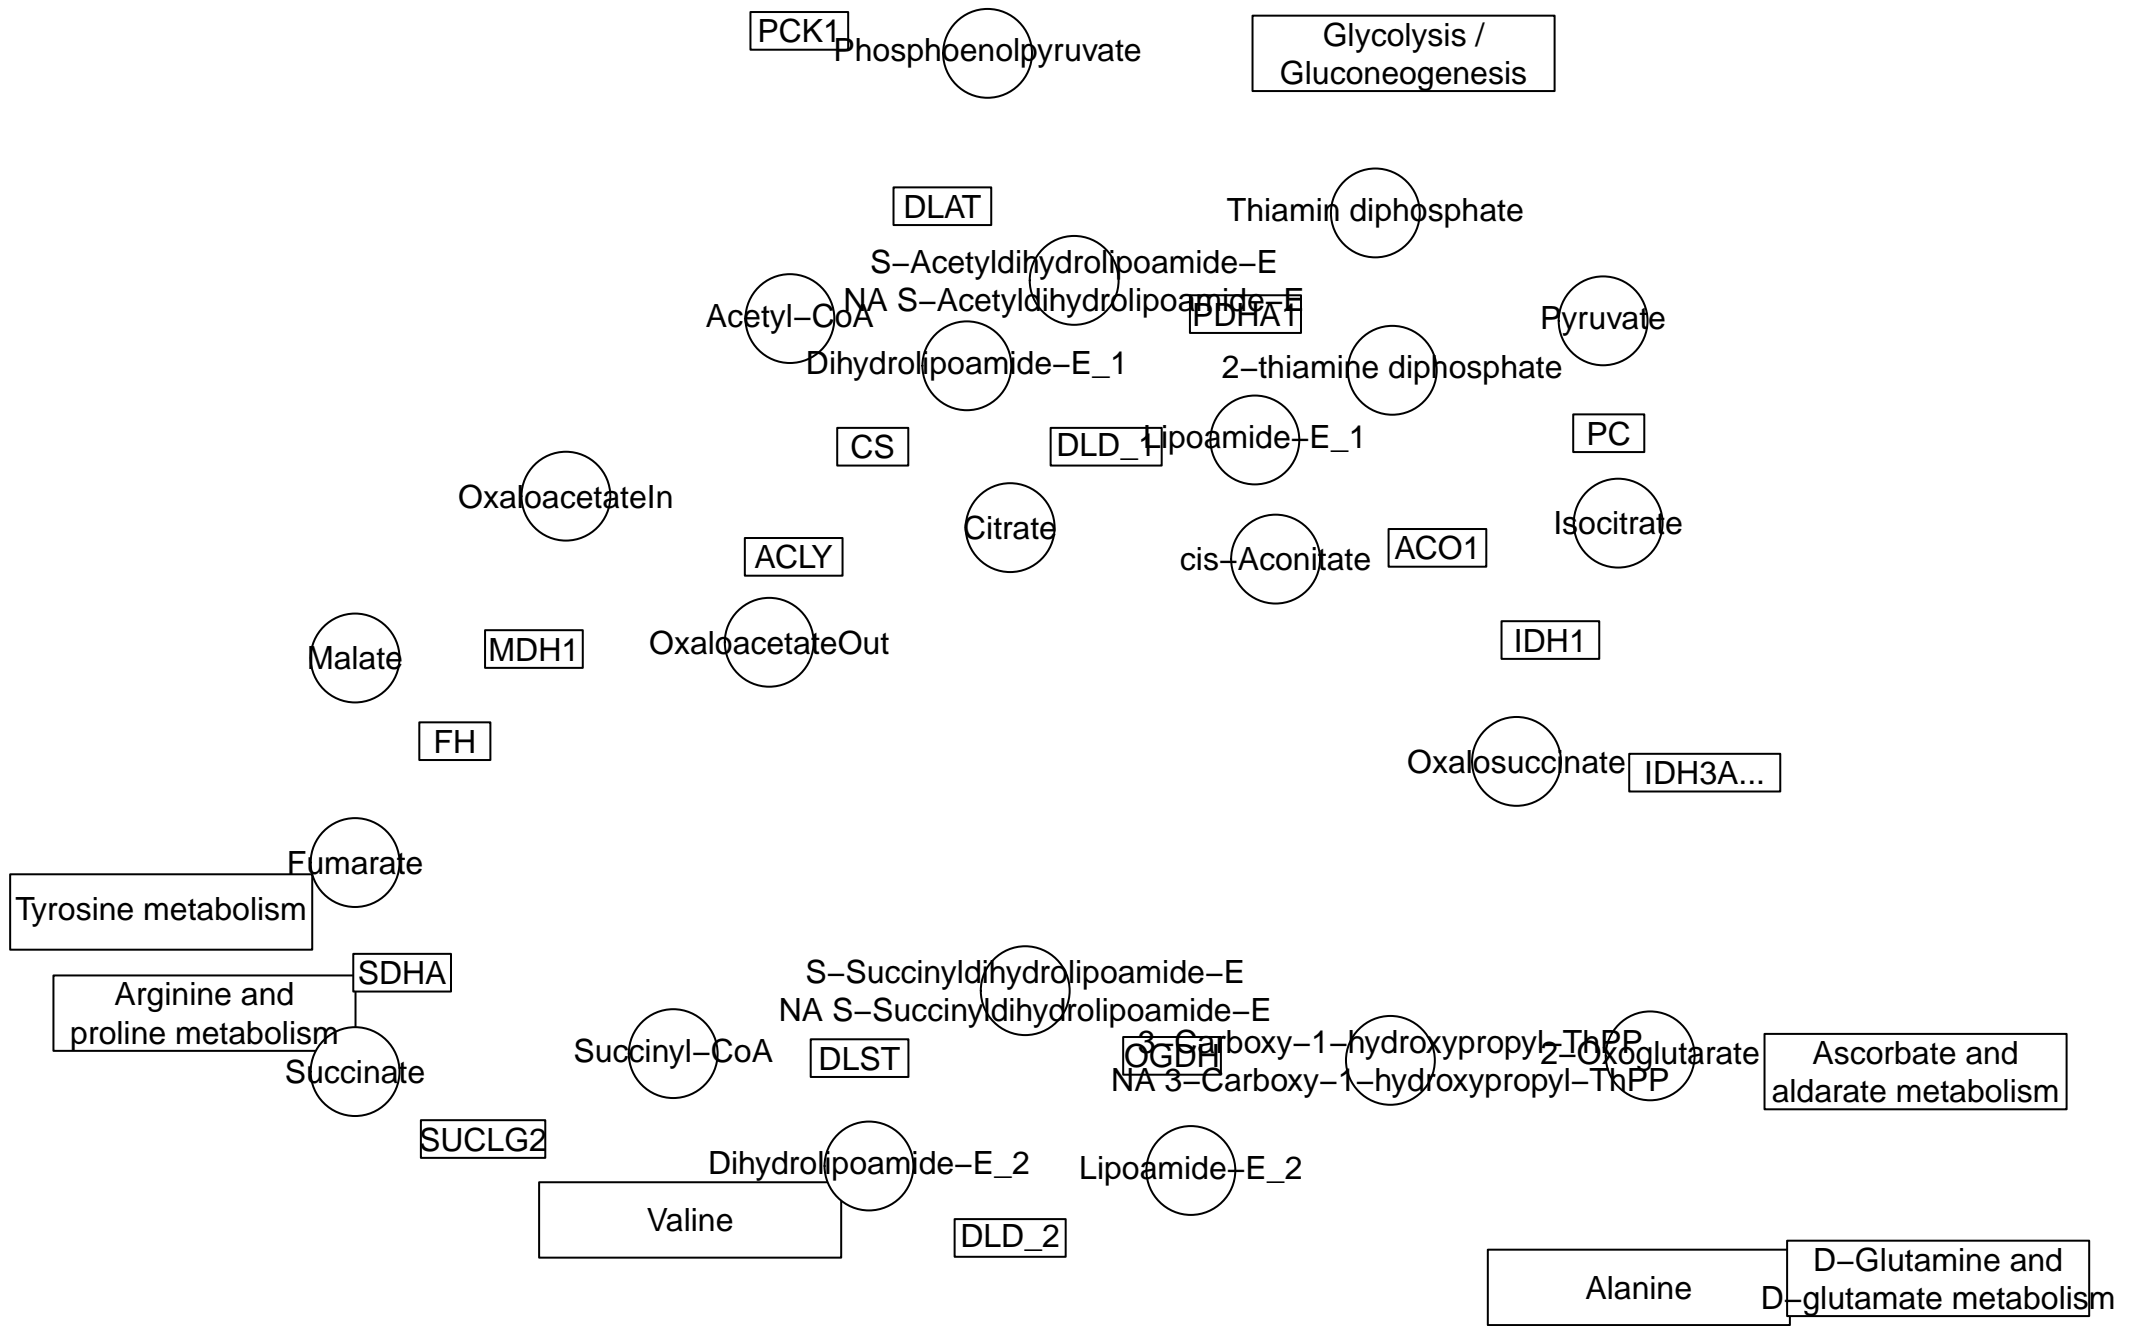 PCK1
Phosphoenolpyruvate
Glycolysis /
Gluconeogenesis
DLAT
Thiamin diphosphate
S−Acetyldihydrolipoamide−E
NA S−Acetyldihydrolipoamide−E
Acetyl−CoA
PDHA1
Pyruvate
Dihydrolipoamide−E_1
2−thiamine diphosphate
CS
DLD_1
Lipoamide−E_1
PC
OxaloacetateIn
Citrate
Isocitrate
ACLY
cis−Aconitate
ACO1
Malate
MDH1
OxaloacetateOut
IDH1
FH
Oxalosuccinate
IDH3A...
Fumarate
Tyrosine metabolism
SDHA
Arginine and
proline metabolism
S−Succinyldihydrolipoamide−E
NA S−Succinyldihydrolipoamide−E
Succinate
Succinyl−CoA
DLST
OGDH
3−Carboxy−1−hydroxypropyl−ThPP
NA 3−Carboxy−1−hydroxypropyl−ThPP
2−Oxoglutarate
Ascorbate and
aldarate metabolism
SUCLG2
Dihydrolipoamide−E_2
Lipoamide−E_2
Valine
DLD_2
Alanine
D−Glutamine and
D−glutamate metabolism